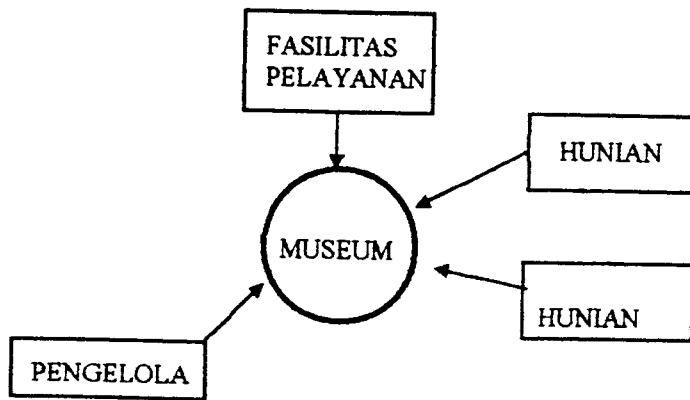 FASILITAS
PELAYANAN
HUNIAN
MUSEUM
HUNIAN
PENGELOLA